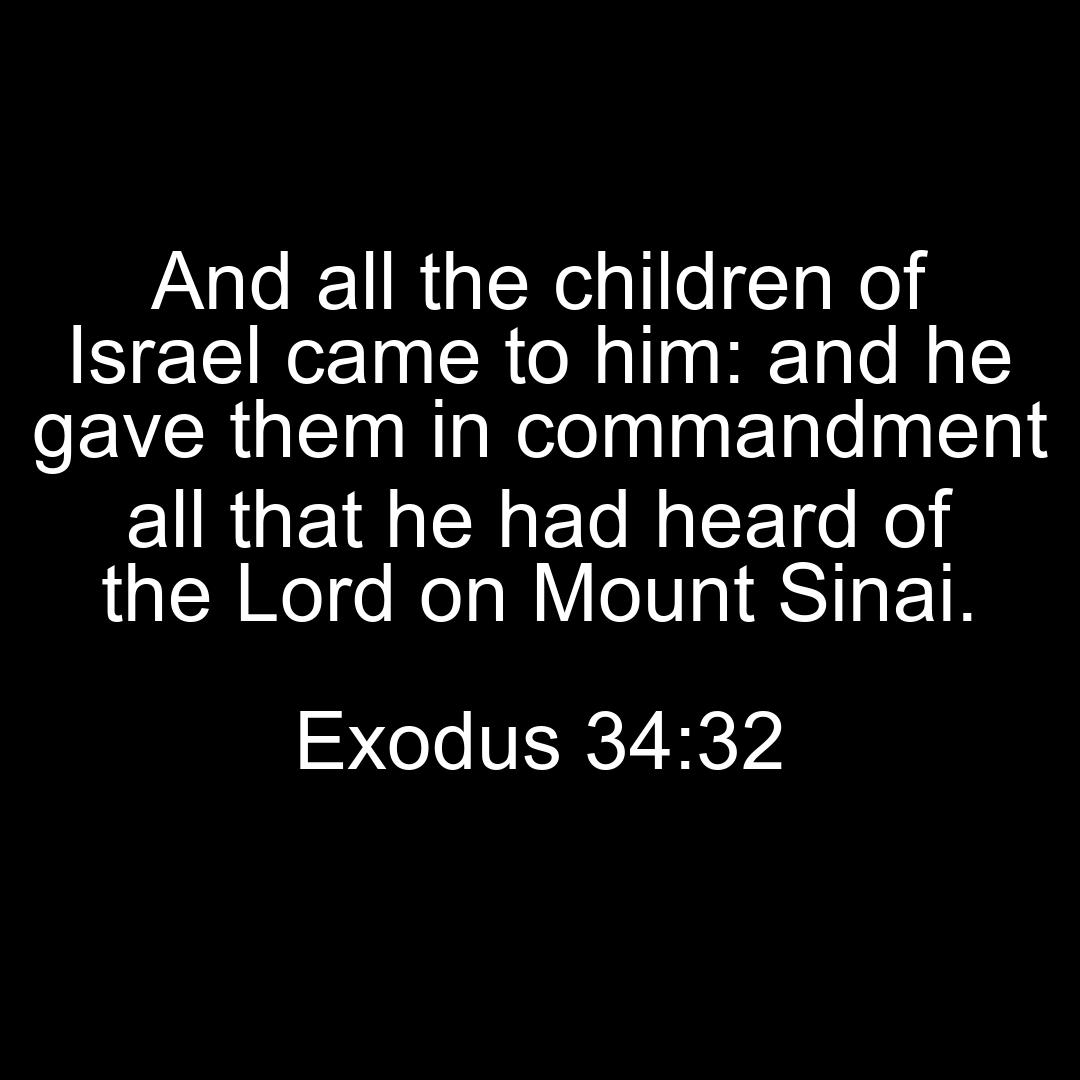 And all the children of
Israel came to him: and he
gave them in commandment
all that he had heard of
the Lord on Mount Sinai.
Exodus 34:32